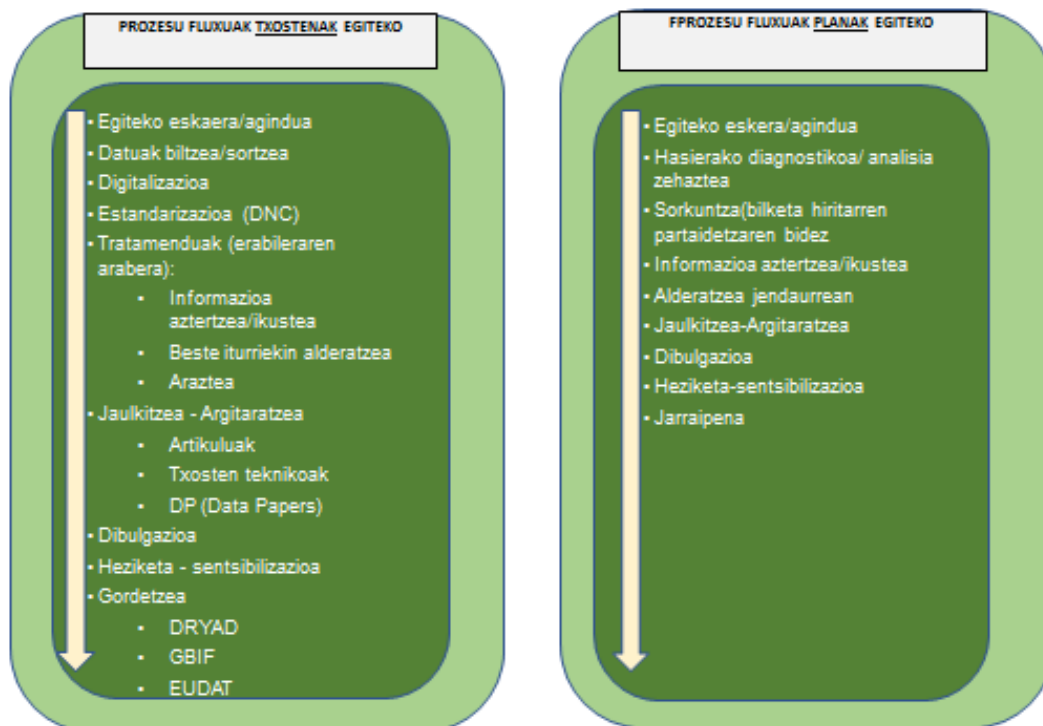 PROZESU FLUXUAK TXOSTENAK EGITEKO
• Egiteko eskaera/agindua
• Datuak biltzea/sortzea
• Digitalizazioa
• Estandarizazioa (DNC)
• Tratamenduak (erabileraren
arabera):
• Informazioa
aztertzea/ikustea
• Beste iturriekin alderatzea
• Araztea
• Jaulkitzea - Argitaratzea
• Artikuluak
• Txosten teknikoak
• DP (Data Papers)
• Dibulgazioa
• Heziketa - sentsibilizazioa
• Gordetzea
• DRYAD
• GBIF
• EUDAT
FPROZESU FLUXUAK PLANAK EGITEKO
• Egiteko eskera/agindua
• Hasierako diagnostikoa/ analisia
zehaztea
• Sorkuntza(bilketa hiritarren
partaidetzaren bidez
• Informazioa aztertzea/ikustea
• Alderatzea jendaurrean
• Jaulkitzea-Argitaratzea
• Dibulgazioa
• Heziketa-sentsibilizazioa
• Jarraipena